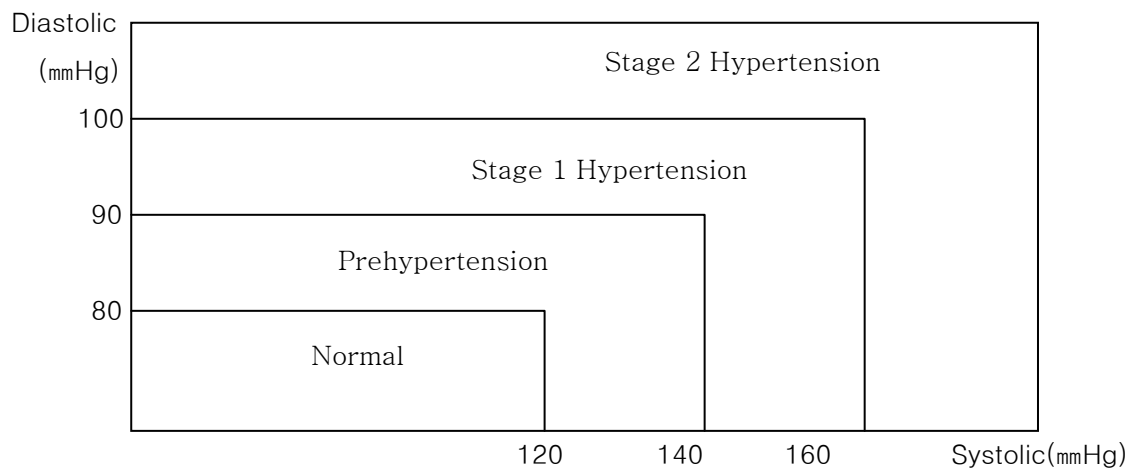 Diastolic
(㎜Hg)
Stage 2 Hypertension
100
Stage 1 Hypertension
90
Prehypertension
80
Normal
120 140 160 Systolic(㎜Hg)